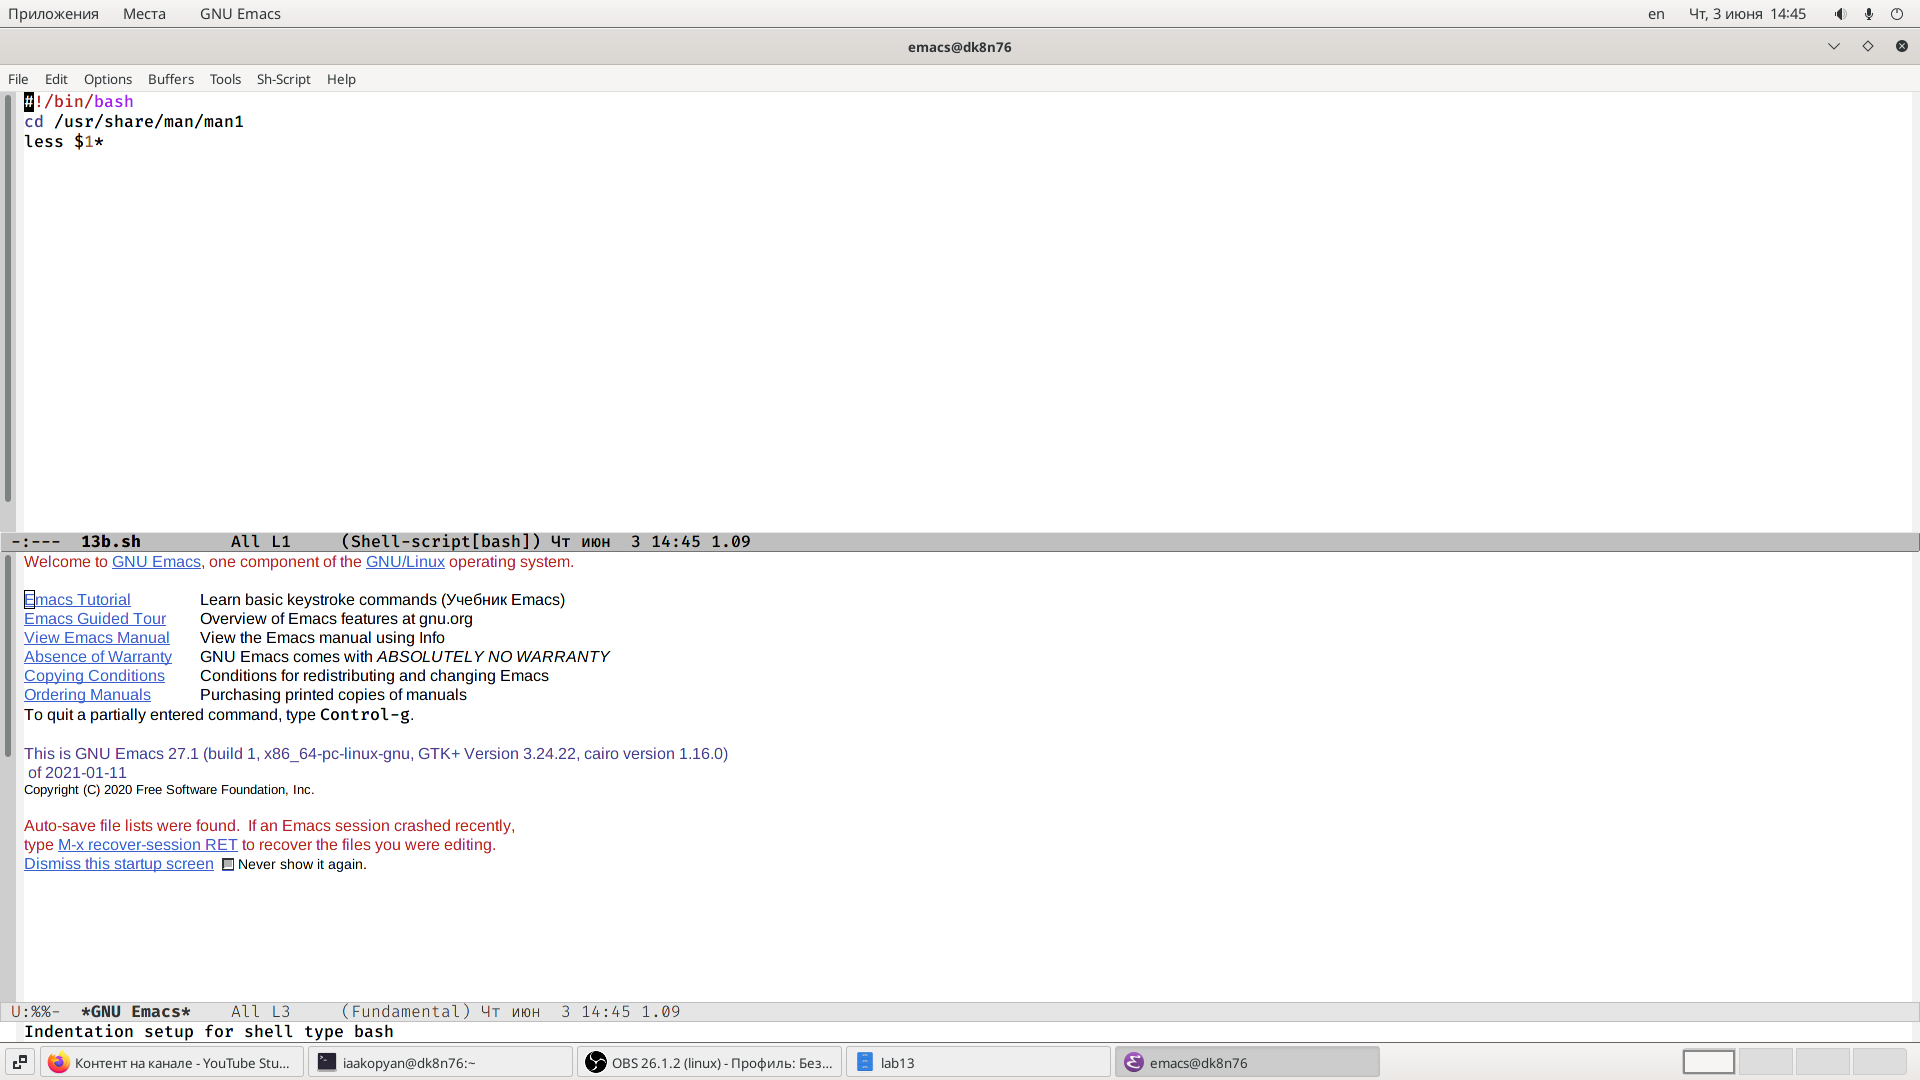 Приложения Места GNU Emacs en Чт, 3 июня 14:45
emacs@dk8n76
File Edit Options Buffers Tools Sh-Script Help
#!/bin/bash
cd /usr/share/man/man1
less $1*
-:--- 13b.sh All L1 (Shell-script[bash]) Чт июн 3 14:45 1.09
Welcome to GNU Emacs, one component of the GNU/Linux operating system.
Emacs Tutorial Learn basic keystroke commands (Учебник Emacs)
Emacs Guided Tour Overview of Emacs features at gnu.org
View Emacs Manual View the Emacs manual using Info
Absence of Warranty GNU Emacs comes with ABSOLUTELY NO WARRANTY
Copying Conditions Conditions for redistributing and changing Emacs
Ordering Manuals Purchasing printed copies of manuals
To quit a partially entered command, type Control-g.
This is GNU Emacs 27.1 (build 1, x86_64-pc-linux-gnu, GTK+ Version 3.24.22, cairo version 1.16.0)
of 2021-01-11
Copyright (C) 2020 Free Software Foundation, Inc.
Auto-save file lists were found. If an Emacs session crashed recently,
type M-x recover-session RET to recover the files you were editing.
Dismiss this startup screen Never show it again.
U:%%- *GNU Emacs* All L3 (Fundamental) Чт июн 3 14:45 1.09
Indentation setup for shell type bash
Контент на канале - YouTube Stu... iaakopyan@dk8n76:~ OBS 26.1.2 (linux) - Профиль: Без... lab13 emacs@dk8n76